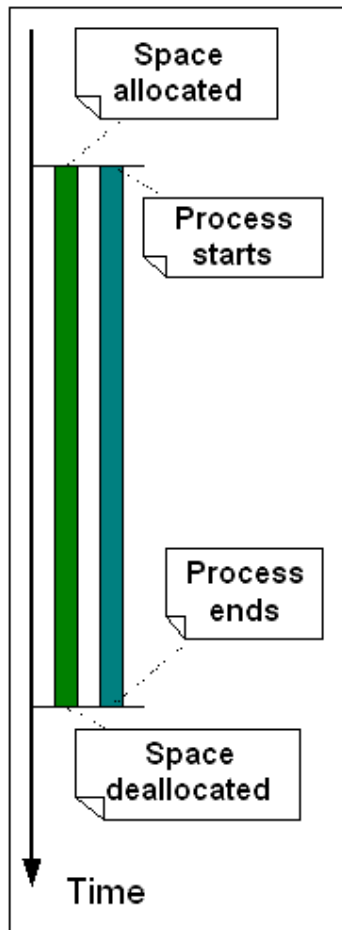 Space
allocated
Process
starts
Process
ends
Space
deallocated
Time